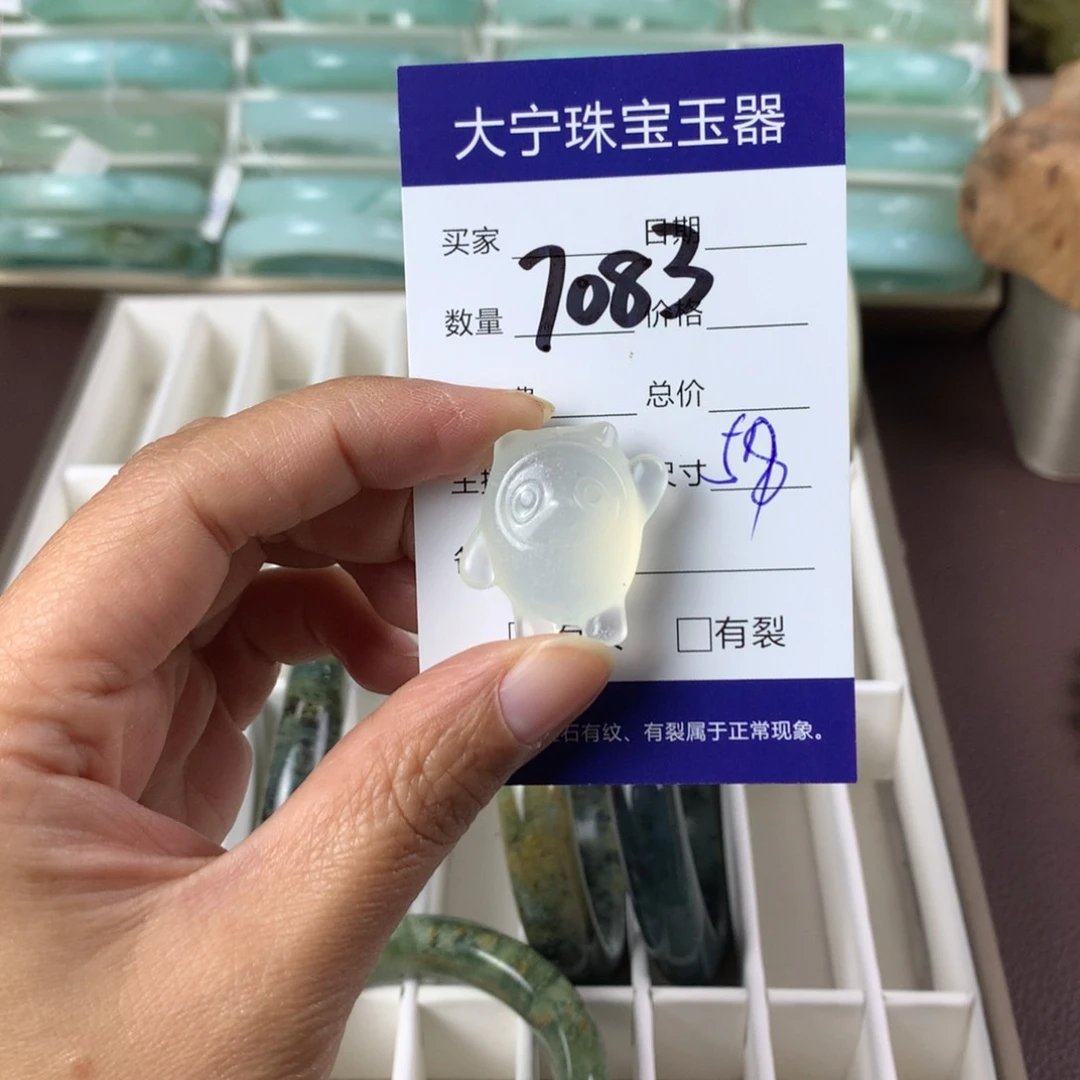 大宁珠宝玉器
买家 日期
7083
数量 价格
总价
尺寸
有裂
石有纹、有裂属于正常现象。